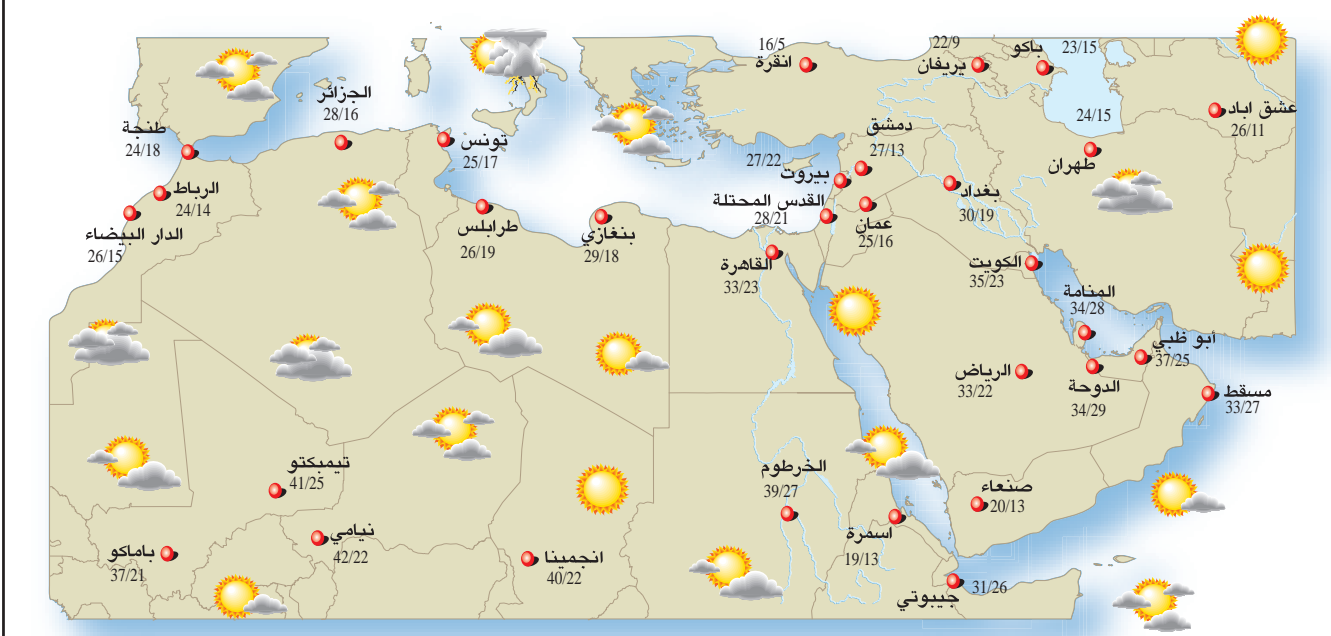 16/5
انقرة
22/9
يريفان
باكو
23/15
24/15
عشق اباد
26/11
طهران
الجزائر
28/16
طنجة
24/18
تونس
25/17
دمشق
27/13
27/22
بيروت
بغداد
30/19
الرباط
24/14
القدس المحتلة
28/21
عمان
25/16
الدار البيضاء
26/15
طرابلس
26/19
بنغازي
29/18
القاهرة
33/23
الكويت
35/23
المنامة
34/28
أبو ظبي
37/25
الرياض
33/22
الدوحة
34/29
مسقط
33/27
تيمبكتو
41/25
الخرطوم
39/27
صنعاء
20/13
نيامي
42/22
باماكو
37/21
انجمينا
40/22
اسمرة
19/13
31/26
جيبوتي